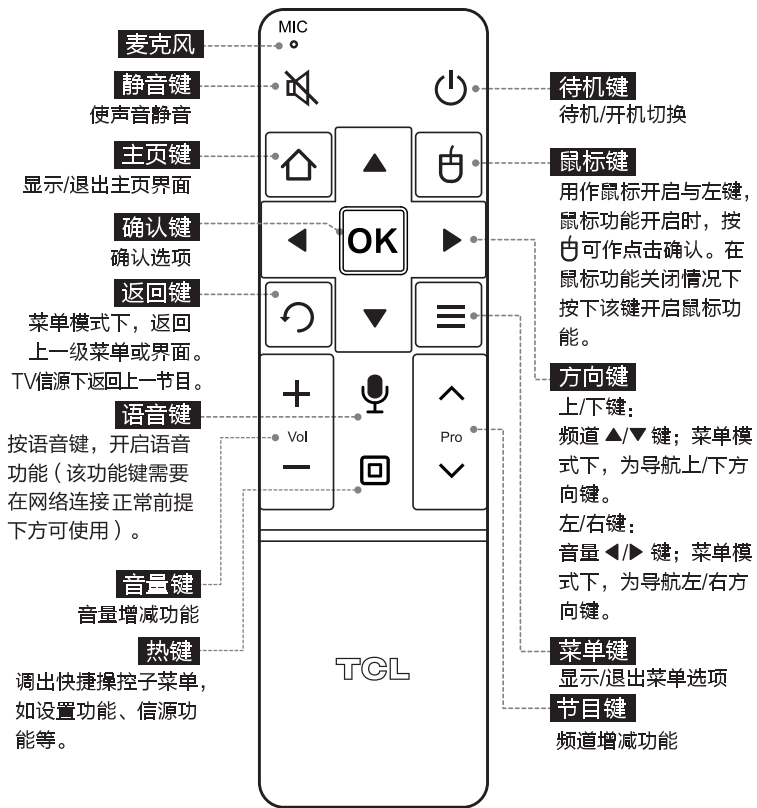 MIC
麦克风
静音键
使声音静音
主页键
显示/退出主页界面
确认键
确认选项
返回键
菜单模式下，返回
上一级菜单或界面。
TV信源下返回上一节目。
语音键
按语音键，开启语音
功能（该功能键需要
在网络连接正常前提
下方可使用）。
音量键
音量增减功能
热键
调出快捷操控子菜单，
如设置功能、信源功
能等。
OK
Vol
Pro
TCL
待机键
待机/开机切换
鼠标键
用作鼠标开启与左键，
鼠标功能开启时，按
可作点击确认。在
鼠标功能关闭情况下
按下该键开启鼠标功
能。
方向键
上/下键：
频道 ▲/▼ 键；菜单模
式下，为导航上/下方
向键。
左/右键：
音量 ◀/▶ 键；菜单模
式下，为导航左/右方
向键。
菜单键
显示/退出菜单选项
节目键
频道增减功能